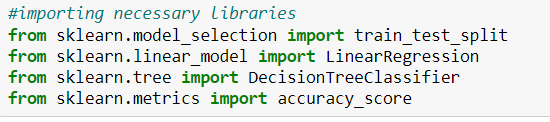 #importing necessary libraries
from sklearn.model_selection import train_test_split
from sklearn.linear_model import LinearRegression
from sklearn.tree import DecisionTreeClassifier
from sklearn.metrics import accuracy_score